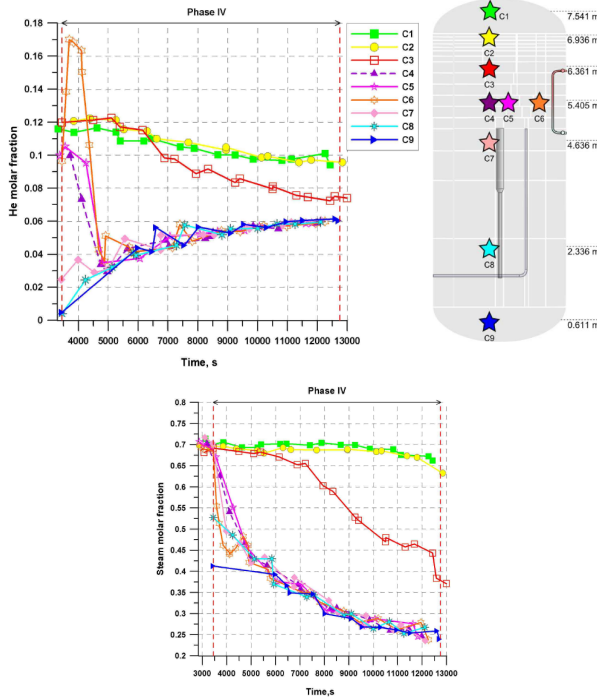 Phase IV
0.18
0.16
0.14
0.12
0.1
0.08
0.06
0.04
0.02
0
He molar fraction
4000 5000 6000 7000 8000 9000 10000 11000 12000 13000
Time, s
C1
C2
C3
C4
C5
C6
C7
C8
C9
C1
7.541 m
C2
6.936 m
C3
6.361 m
C4 C5 C6
5.405 m
C7
4.636 m
C8
2.336 m
C9
0.611 m
Phase IV
0.8
0.75
0.7
0.65
0.6
0.55
0.5
0.45
0.4
0.35
0.3
0.25
0.2
Steam molar fraction
3000 4000 5000 6000 7000 8000 9000 10000 11000 12000 13000
Time,s